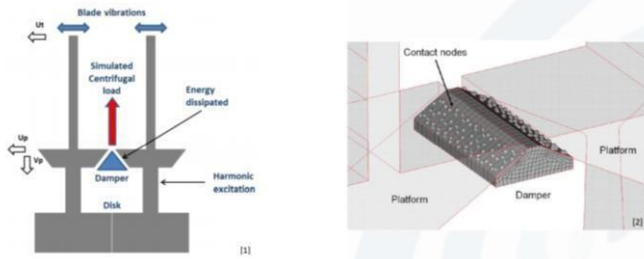 Blade vibrations
Ut
Simulated
Centrifugal
load
Energy
dissipated
Up
Vp
Damper
Harmonic
excitation
Disk
[1]
Contact nodes
Platform
Platform
Damper
[2]